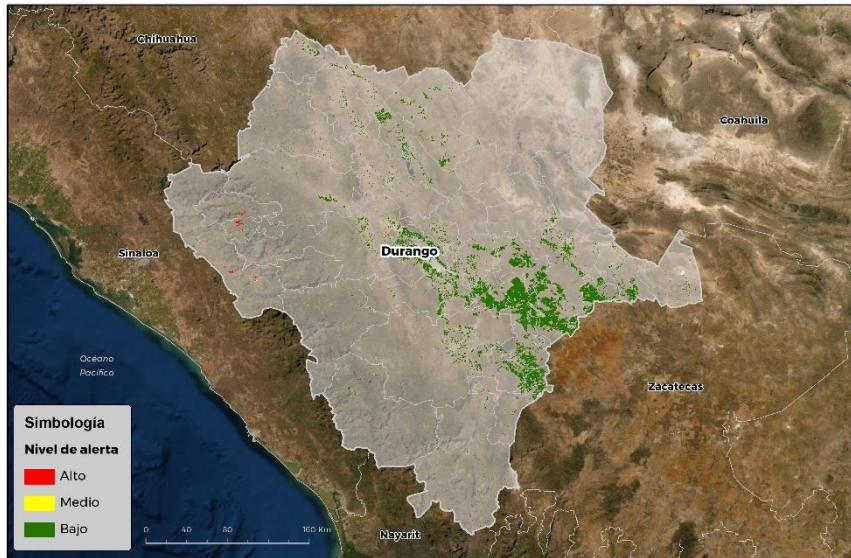 Chihuahua
Coahuila
Sinaloa
Durango
Océano
Pacífico
Zacatecas
Nayarit
Simbología
Nivel de alerta
Alto
Medio
Bajo
0 40 80 160 Km